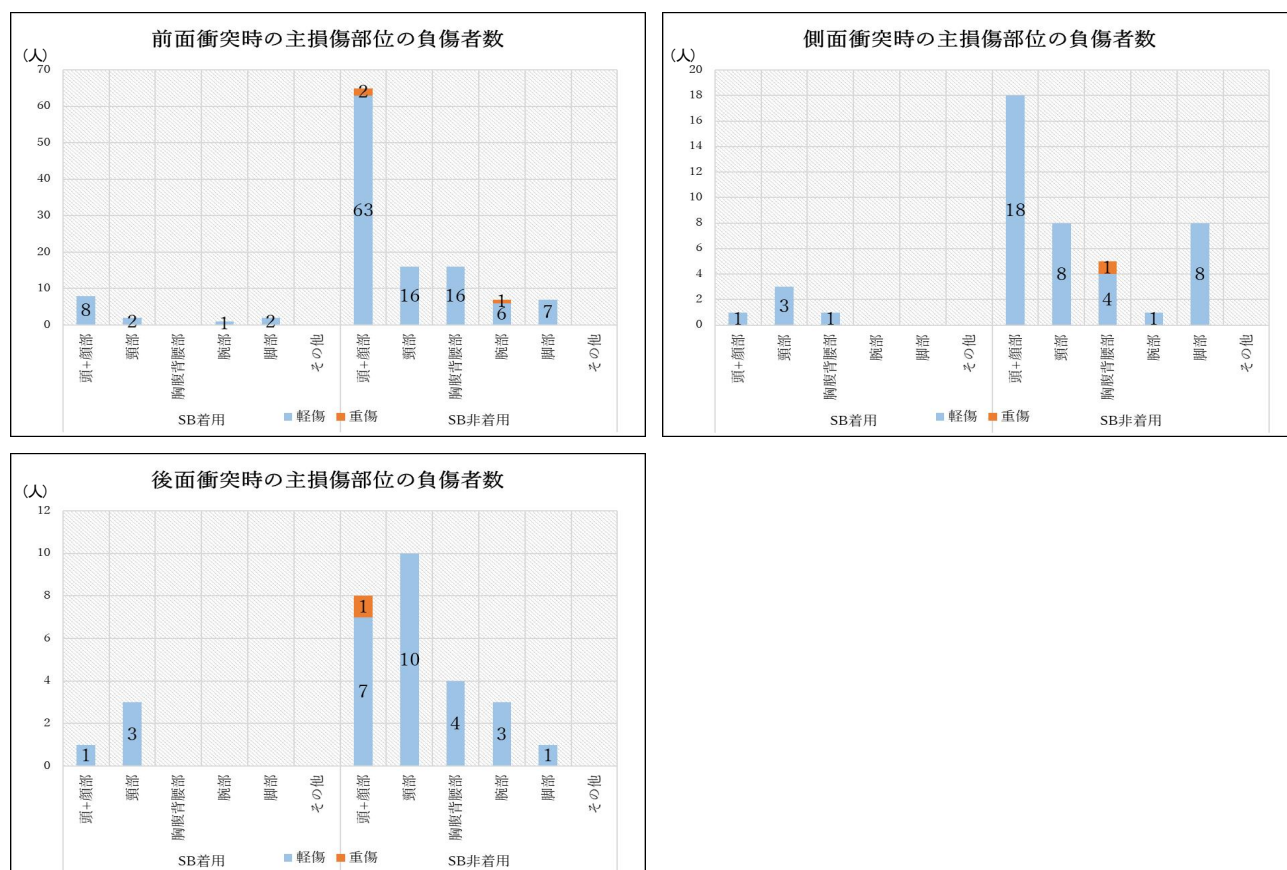 前面衝突時の主損傷部位の負傷者数
(人)
70
60
50
40
30
20
10
0
8
2
1
2
63
2
16
16
6
1
7
頭+顔部
頸部
胸腹背腰部
腕部
脚部
その他
頭+顔部
頸部
胸腹背腰部
腕部
脚部
その他
SB着用
SB非着用
軽傷 重傷
側面衝突時の主損傷部位の負傷者数
(人)
20
18
16
14
12
10
8
6
4
2
0
1
3
1
18
8
4
1
1
8
頭+顔部
頸部
胸腹背腰部
腕部
脚部
その他
頭+顔部
頸部
胸腹背腰部
腕部
脚部
その他
SB着用
SB非着用
軽傷 重傷
後面衝突時の主損傷部位の負傷者数
(人)
12
10
8
6
4
2
0
1
3
7
1
10
4
3
1
頭+顔部
頸部
胸腹背腰部
腕部
脚部
その他
頭+顔部
頸部
胸腹背腰部
腕部
脚部
その他
SB着用
SB非着用
軽傷 重傷